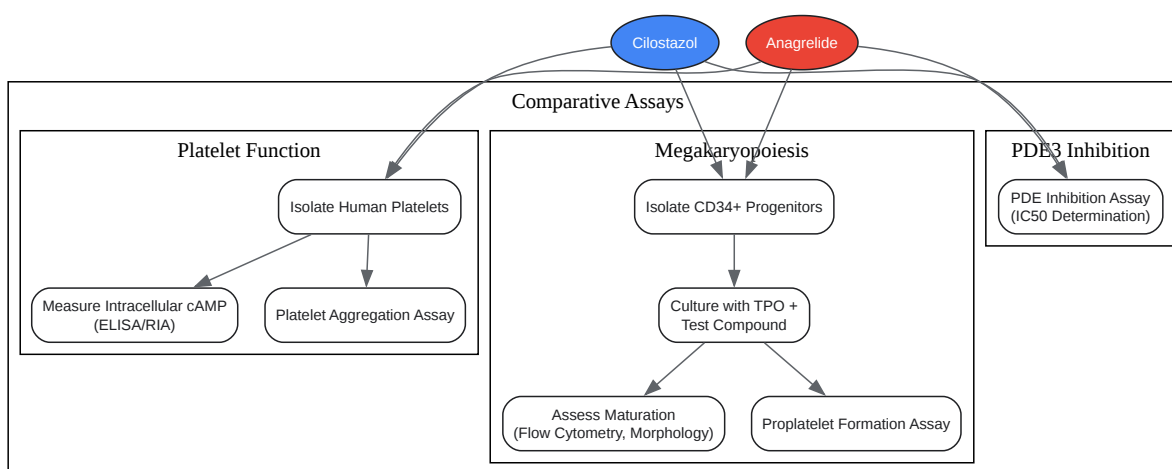 Cilostazol
Anagrelide
Comparative Assays
Platelet Function
Megakaryopoiesis
PDE3 Inhibition
Isolate Human Platelets
Isolate CD34+ Progenitors
PDE Inhibition Assay
(IC50 Determination)
Measure Intracellular cAMP
(ELISA/RIA)
Platelet Aggregation Assay
Culture with TPO +
Test Compound
Assess Maturation
(Flow Cytometry, Morphology)
Proplatelet Formation Assay